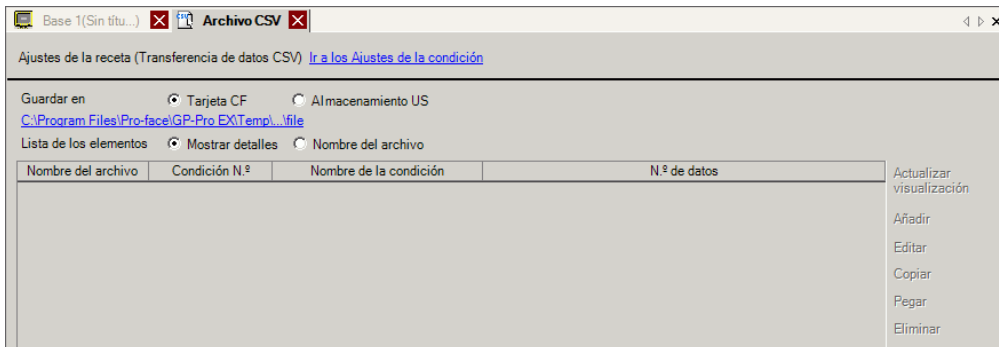 Base 1(Sin títu...) Archivo CSV
Ajustes de la receta (Transferencia de datos CSV) Ir a los Ajustes de la condición
Guardar en Tarjeta CF Almacenamiento US
C:\Program Files\Pro-face\GP-Pro EX\Temp\...\file
Lista de los elementos Mostrar detalles Nombre del archivo
Nombre del archivo Condición N.º Nombre de la condición N.º de datos
Actualizar
visualización
Añadir
Editar
Copiar
Pegar
Eliminar